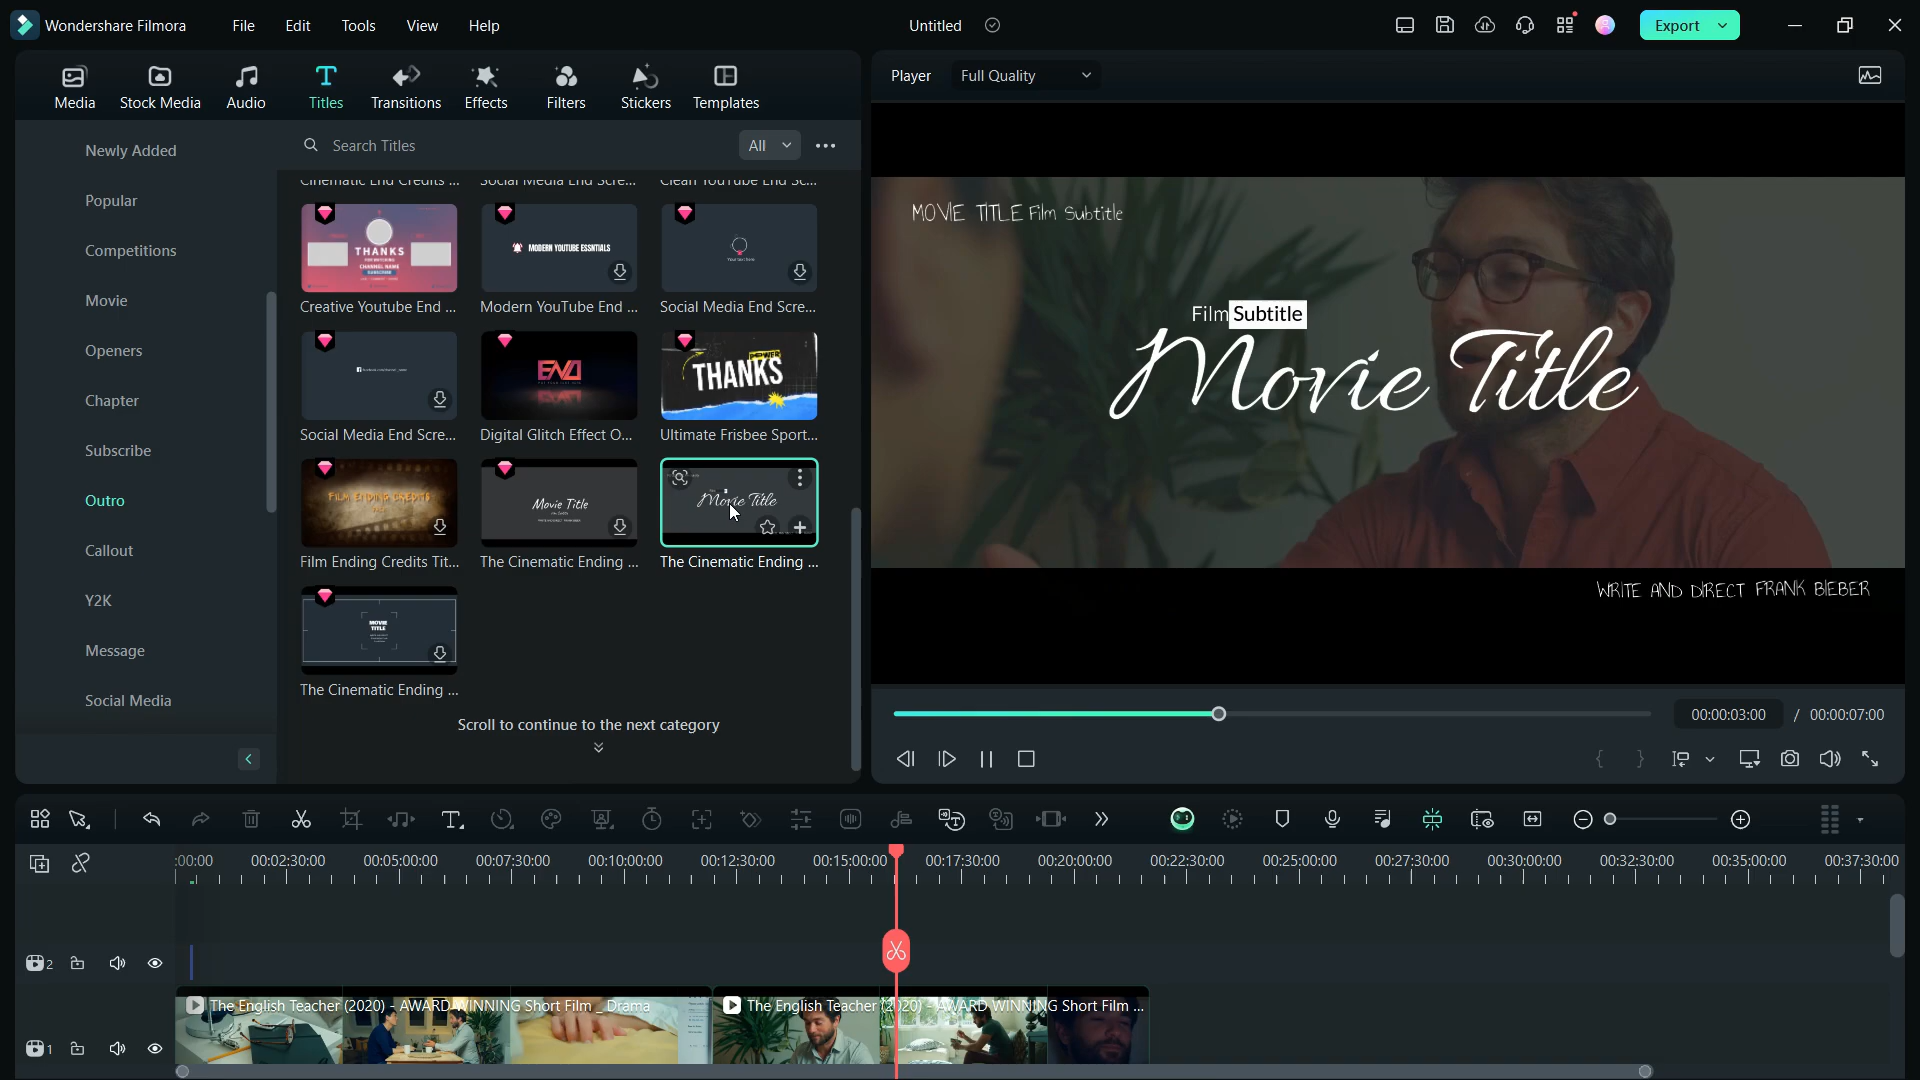 Wondershare Filmora
File Edit Tools View Help
Untitled
Export
Media Stock Media Audio Titles Transitions Effects Filters Stickers Templates
Player Full Quality
Newly Added
Popular
Competitions
Movie
Openers
Chapter
Subscribe
Outro
Callout
Y2K
Message
Social Media
Search Titles
All
Cinematic End Credits ... Social Media End Scre... Clean YouTube End Sc...
THANKS
CHANNEL NAME
SUBSCRIBE
MODERN YOUTUBE ESSNTIALS
Your text here
Creative Youtube End ... Modern YouTube End ... Social Media End Scre...
END
THANKS
Social Media End Scre... Digital Glitch Effect O... Ultimate Frisbee Sport...
FILM ENDING CREDITS
Movie Title
Movie Title
Film Ending Credits Tit... The Cinematic Ending ... The Cinematic Ending ...
MOVIE
TITLE
The Cinematic Ending ...
Scroll to continue to the next category
MOVIE TITLE Film Subtitle
Film Subtitle
Movie Title
WRITE AND DIRECT FRANK BIEBER
00:00:03:00 / 00:00:07:00
:00:00 00:02:30:00 00:05:00:00 00:07:30:00 00:10:00:00 00:12:30:00 00:15:00:00 00:17:30:00 00:20:00:00 00:22:30:00 00:25:00:00 00:27:30:00 00:30:00:00 00:32:30:00 00:35:00:00 00:37:30:00
2
The English Teacher (2020) - AWARD WINNING Short Film _ Drama
The English Teacher (2020) - AWARD WINNING Short Film ...
1